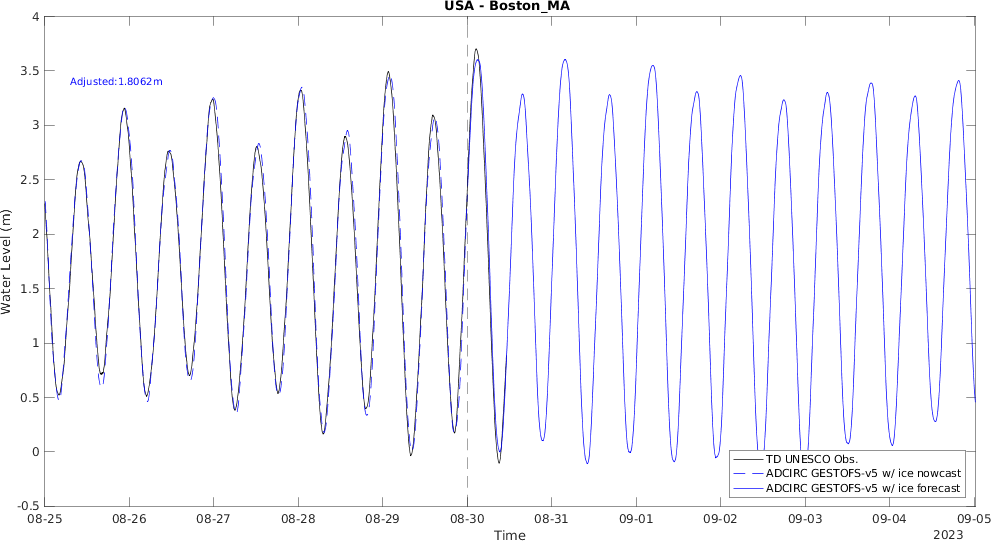 USA - Boston_MA
4
3.5
3
2.5
2
1.5
1
0.5
0
-0.5
Water Level (m)
Adjusted:1.8062m
TD UNESCO Obs.
ADCIRC GESTOFS-v5 w/ ice nowcast
ADCIRC GESTOFS-v5 w/ ice forecast
08-25 08-26 08-27 08-28 08-29 08-30 08-31 09-01 09-02 09-03 09-04 09-05
Time
2023